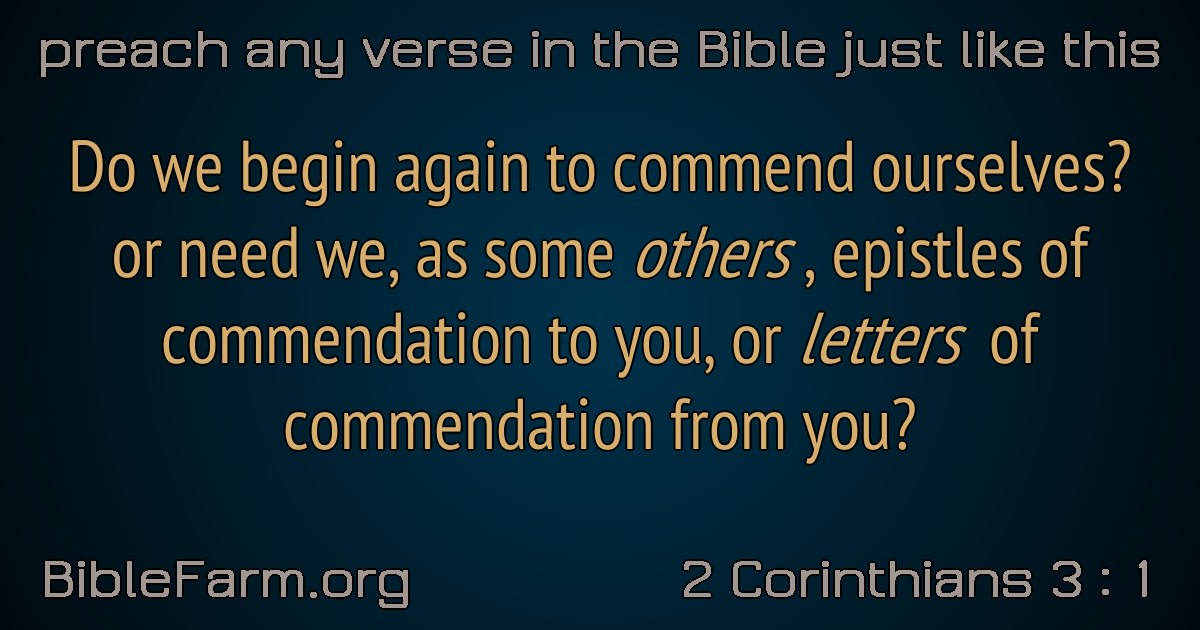 preach any verse in the Bible just like this
Do we begin again to commend ourselves?
or need we, as some others , epistles of
commendation to you, or letters of
commendation from you?
BibleFarm.org
2 Corinthians 3 : 1